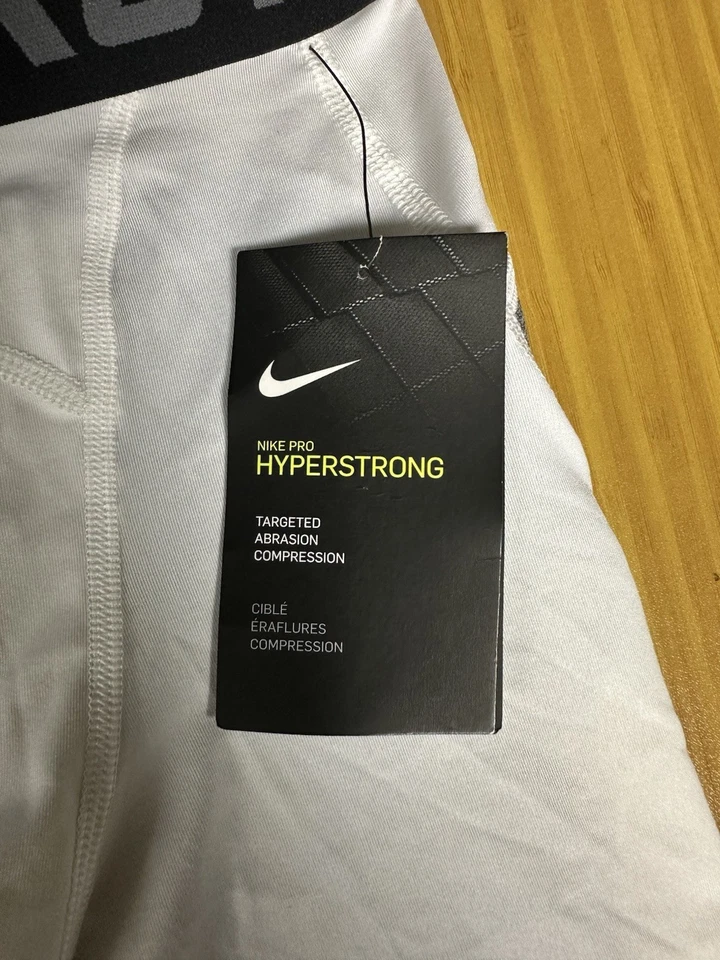 NIKE PRO
HYPERSTRONG
TARGETED
ABRASION
COMPRESSION
CIBLÉ
ÉRAFLURES
COMPRESSION